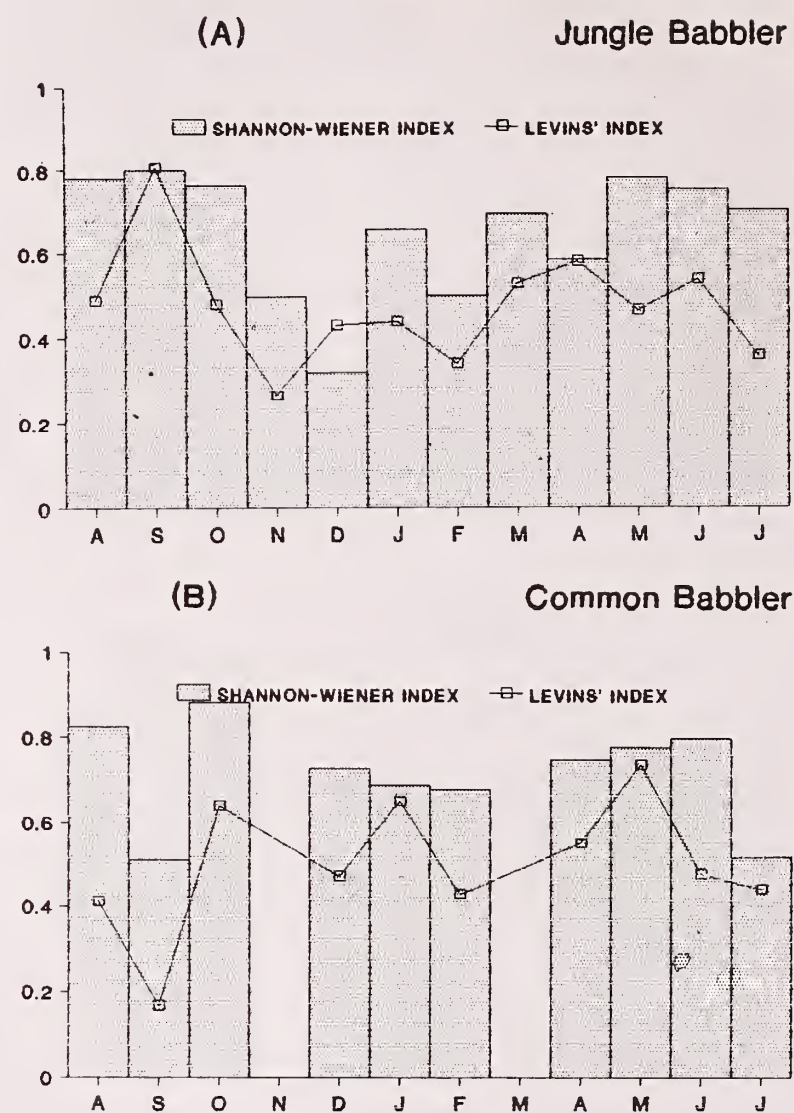 (A) Jungle Babbler
1
SHANNON-WIENER INDEX LEVINS' INDEX
0.8
0.6
0.4
0.2
0
A S O N D J F M A M J J
(B) Common Babbler
1
SHANNON-WIENER INDEX LEVINS' INDEX
0.8
0.6
0.4
0.2
0
A S O N D J F M A M J J